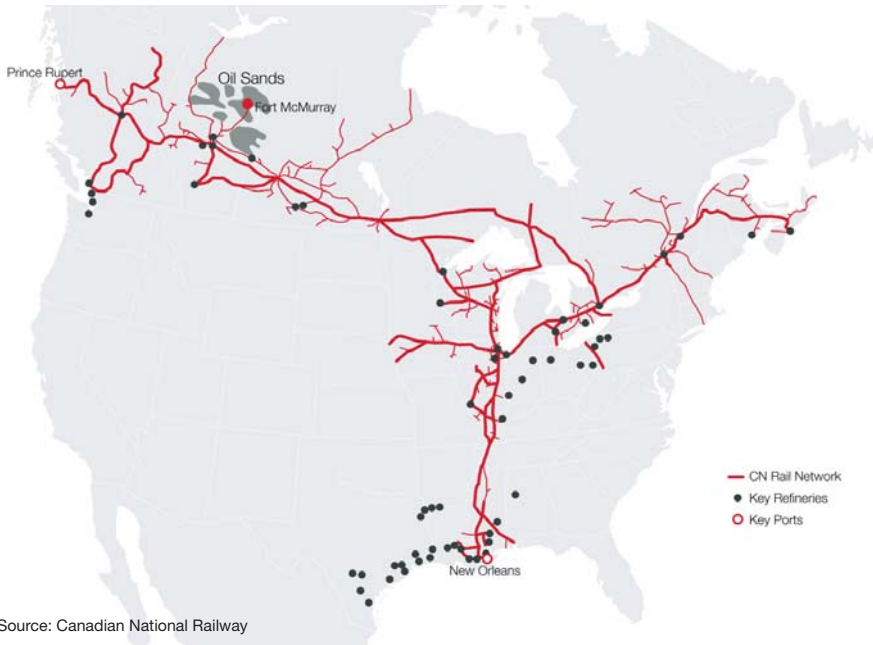 Prince Rupert
Oil Sands
Fort McMurray
CN Rail Network
Key Refineries
Key Ports
New Orleans
Source: Canadian National Railway